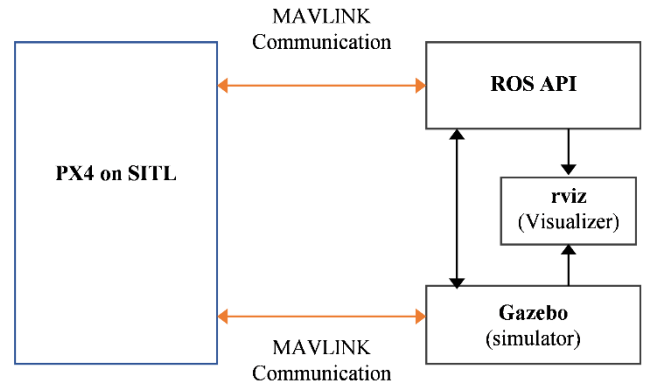 MAVLINK
Communication
ROS API
PX4 on SITL
rviz
(Visualizer)
Gazebo
(simulator)
MAVLINK
Communication